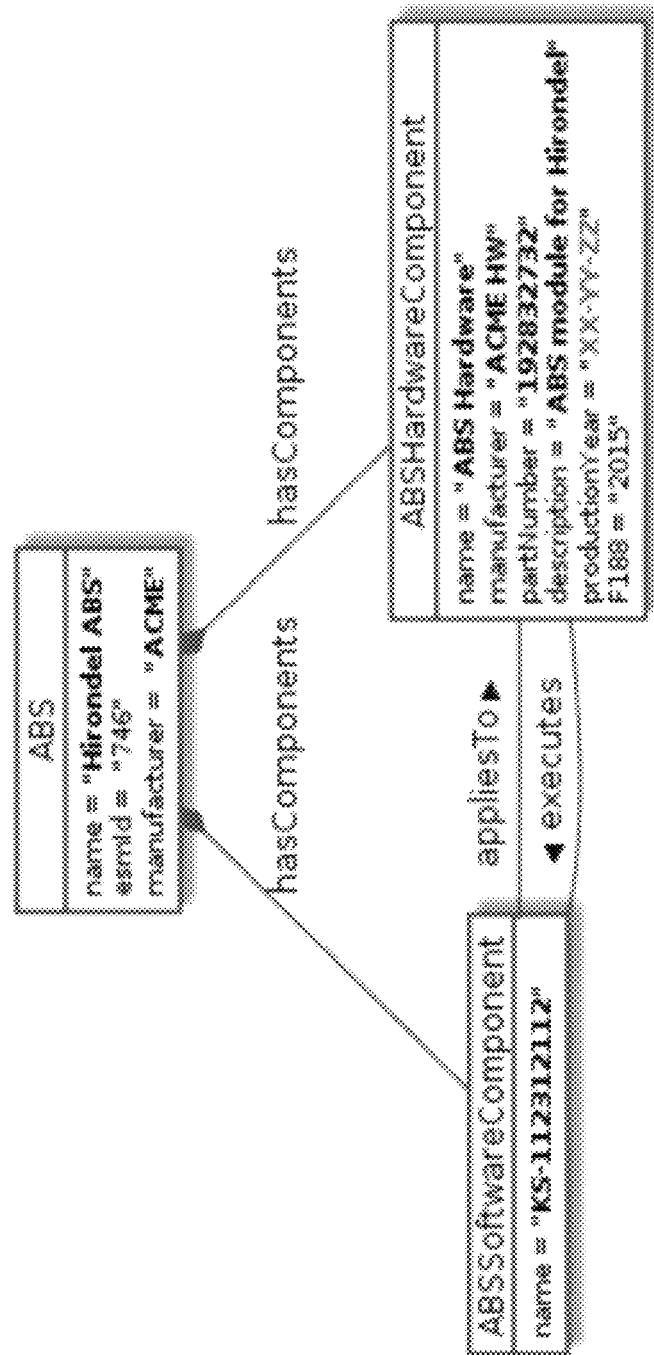 ABS
name = "Hirondel ABS"
esmId = "746"
manufacturer = "ACME"
hasComponents
hasComponents
ABSSoftwareComponent
name = "KS-112312112"
appliesTo ▶
◀ executes
ABSHardwareComponent
name = "ABS Hardware"
manufacturer = "ACME HW"
partNumber = "192832732"
description = "ABS module for Hirondel"
productionYear = "XX-YY-ZZ"
F188 = "2015"